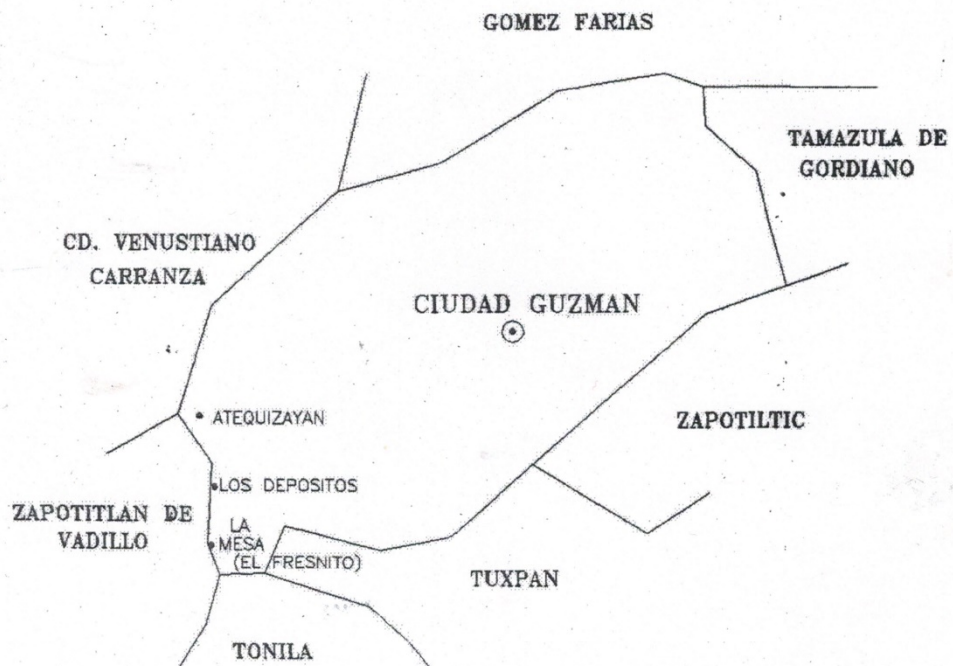 GOMEZ FARIAS
TAMAZULA DE
GORDIANO
CD. VENUSTIANO
CARRANZA
CIUDAD GUZMAN
ATEQUIZAYAN
ZAPOTILTIC
LOS DEPOSITOS
ZAPOTITLAN DE
VADILLO
LA
MESA
(EL FRESNITO)
TUXPAN
TONILA